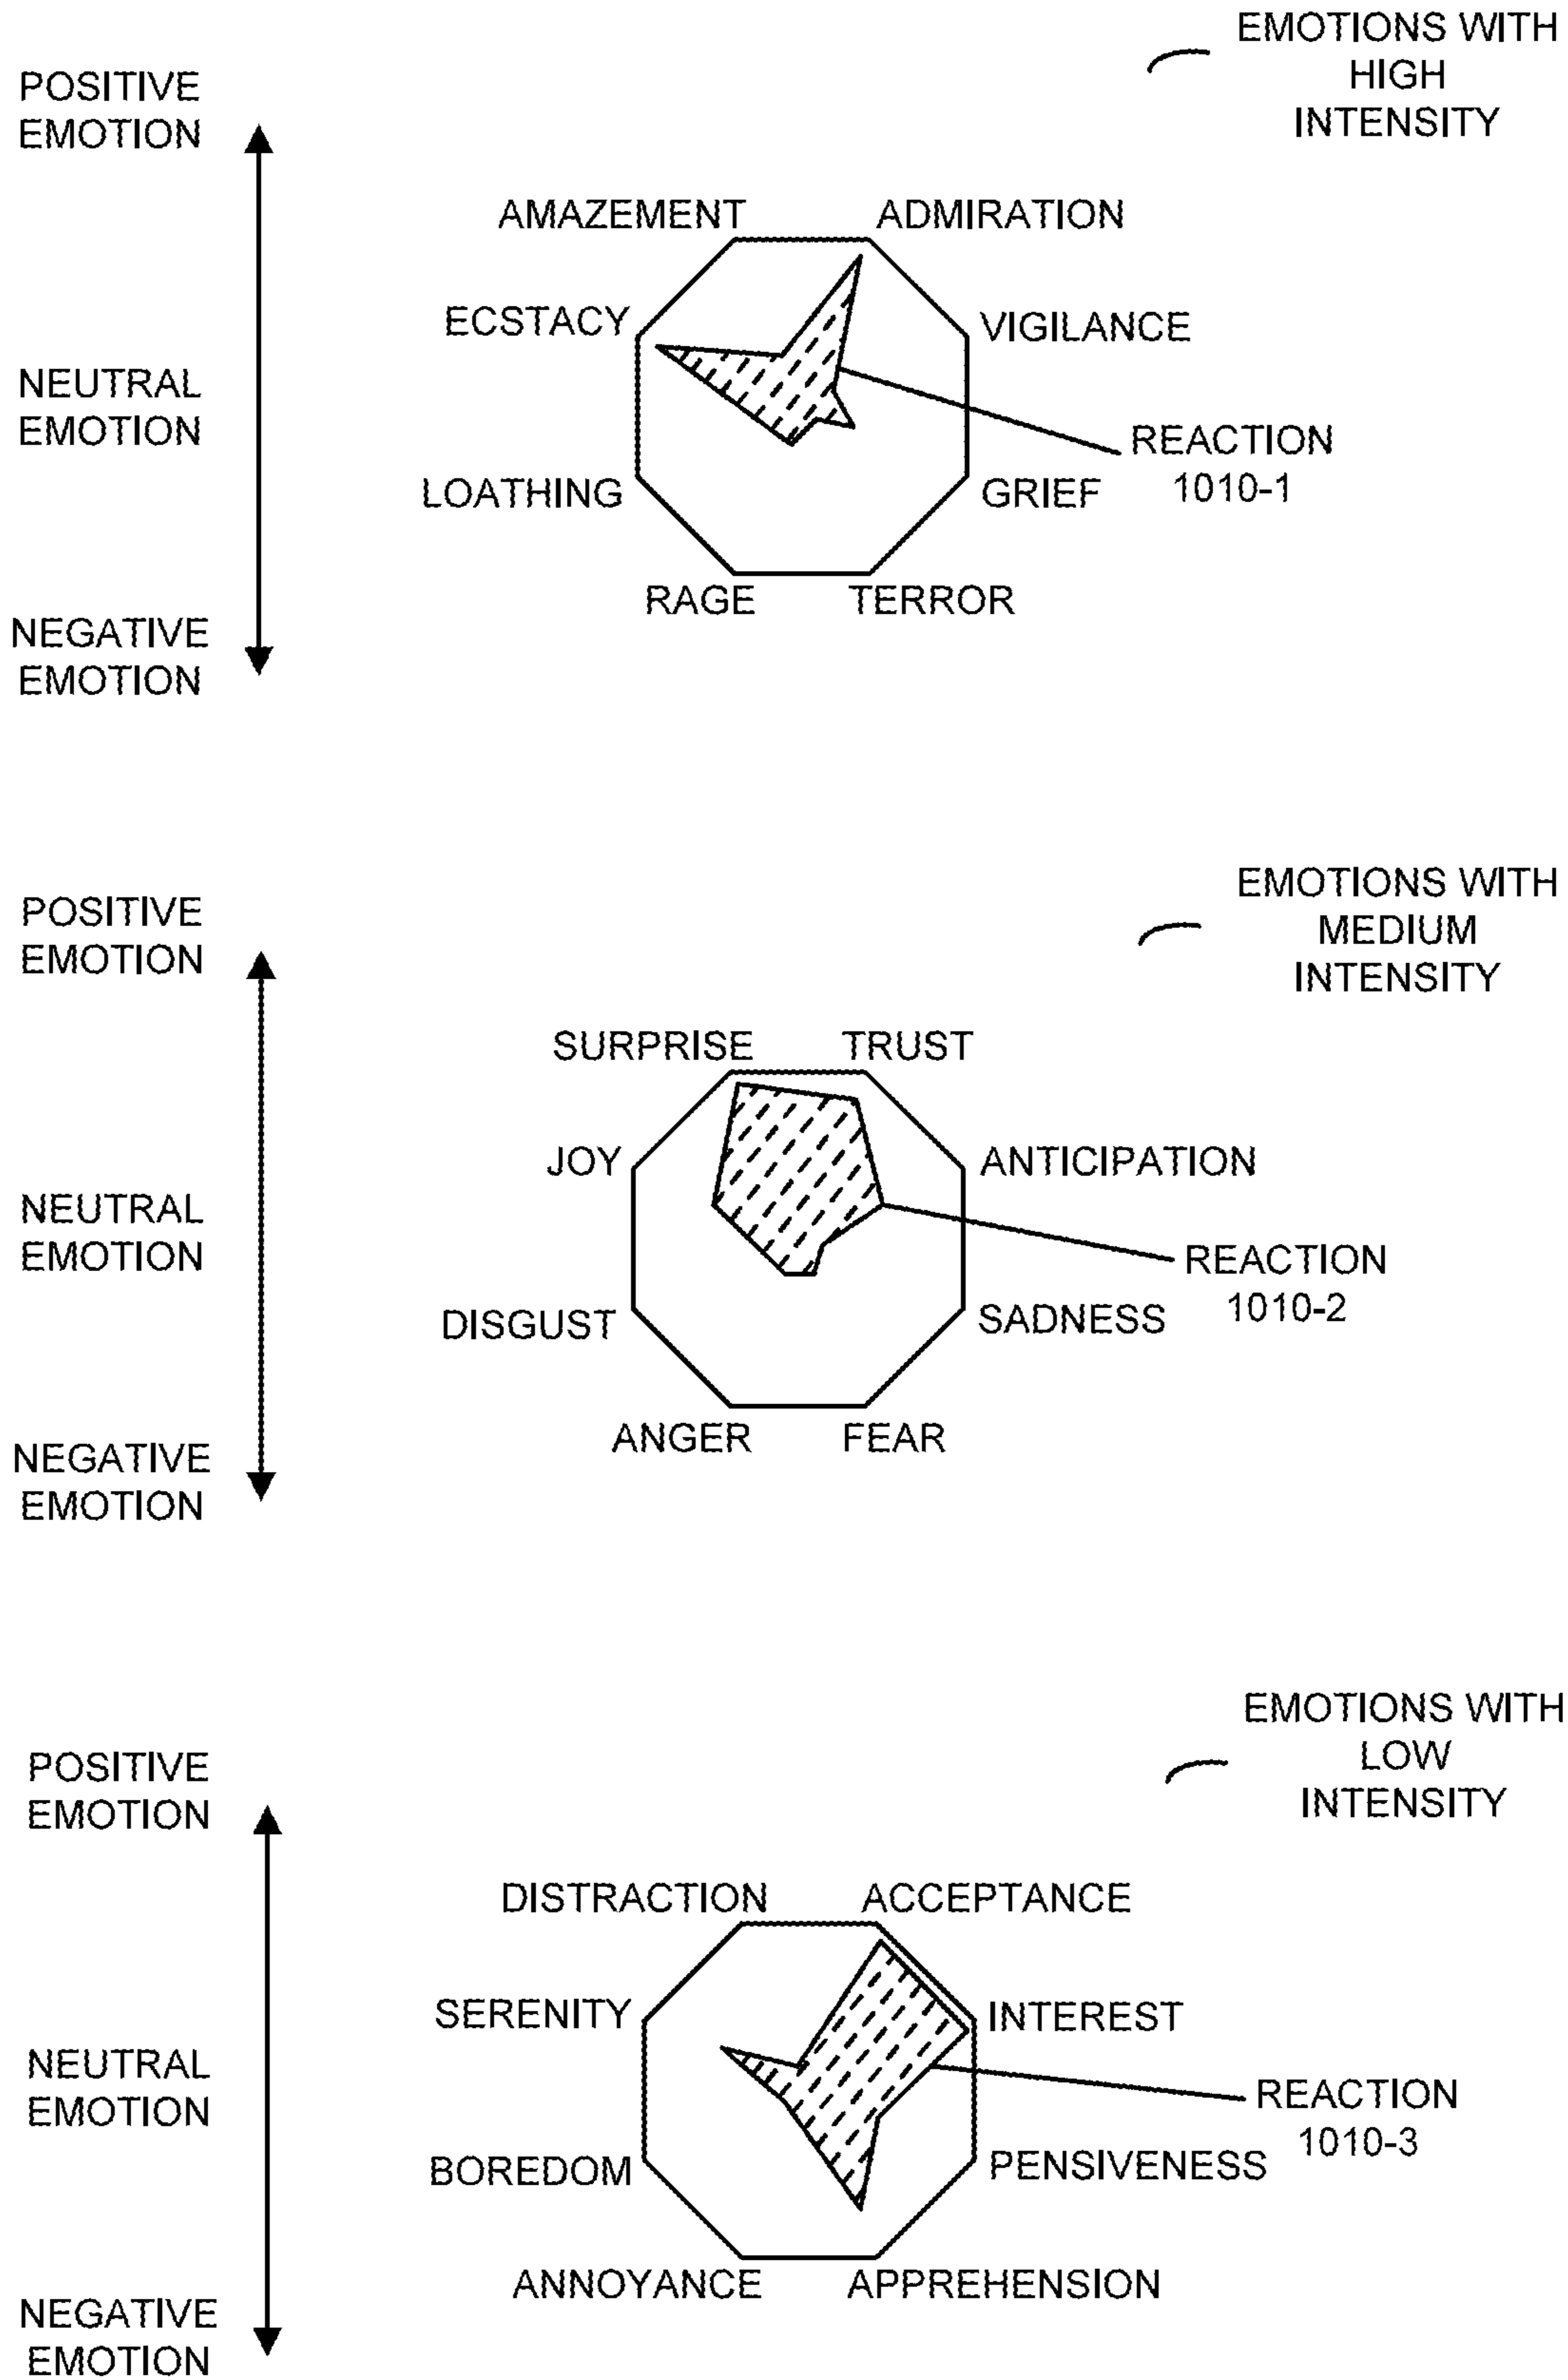 EMOTIONS WITH
HIGH
INTENSITY
POSITIVE
EMOTION
AMAZEMENT
ADMIRATION
ECSTACY
VIGILANCE
NEUTRAL
EMOTION
REACTION
1010-1
LOATHING
GRIEF
RAGE
TERROR
NEGATIVE
EMOTION
EMOTIONS WITH
MEDIUM
INTENSITY
POSITIVE
EMOTION
SURPRISE
TRUST
JOY
ANTICIPATION
NEUTRAL
EMOTION
REACTION
1010-2
DISGUST
SADNESS
ANGER
FEAR
NEGATIVE
EMOTION
EMOTIONS WITH
LOW
INTENSITY
POSITIVE
EMOTION
DISTRACTION
ACCEPTANCE
SERENITY
INTEREST
NEUTRAL
EMOTION
REACTION
1010-3
BOREDOM
PENSIVENESS
ANNOYANCE
APPREHENSION
NEGATIVE
EMOTION